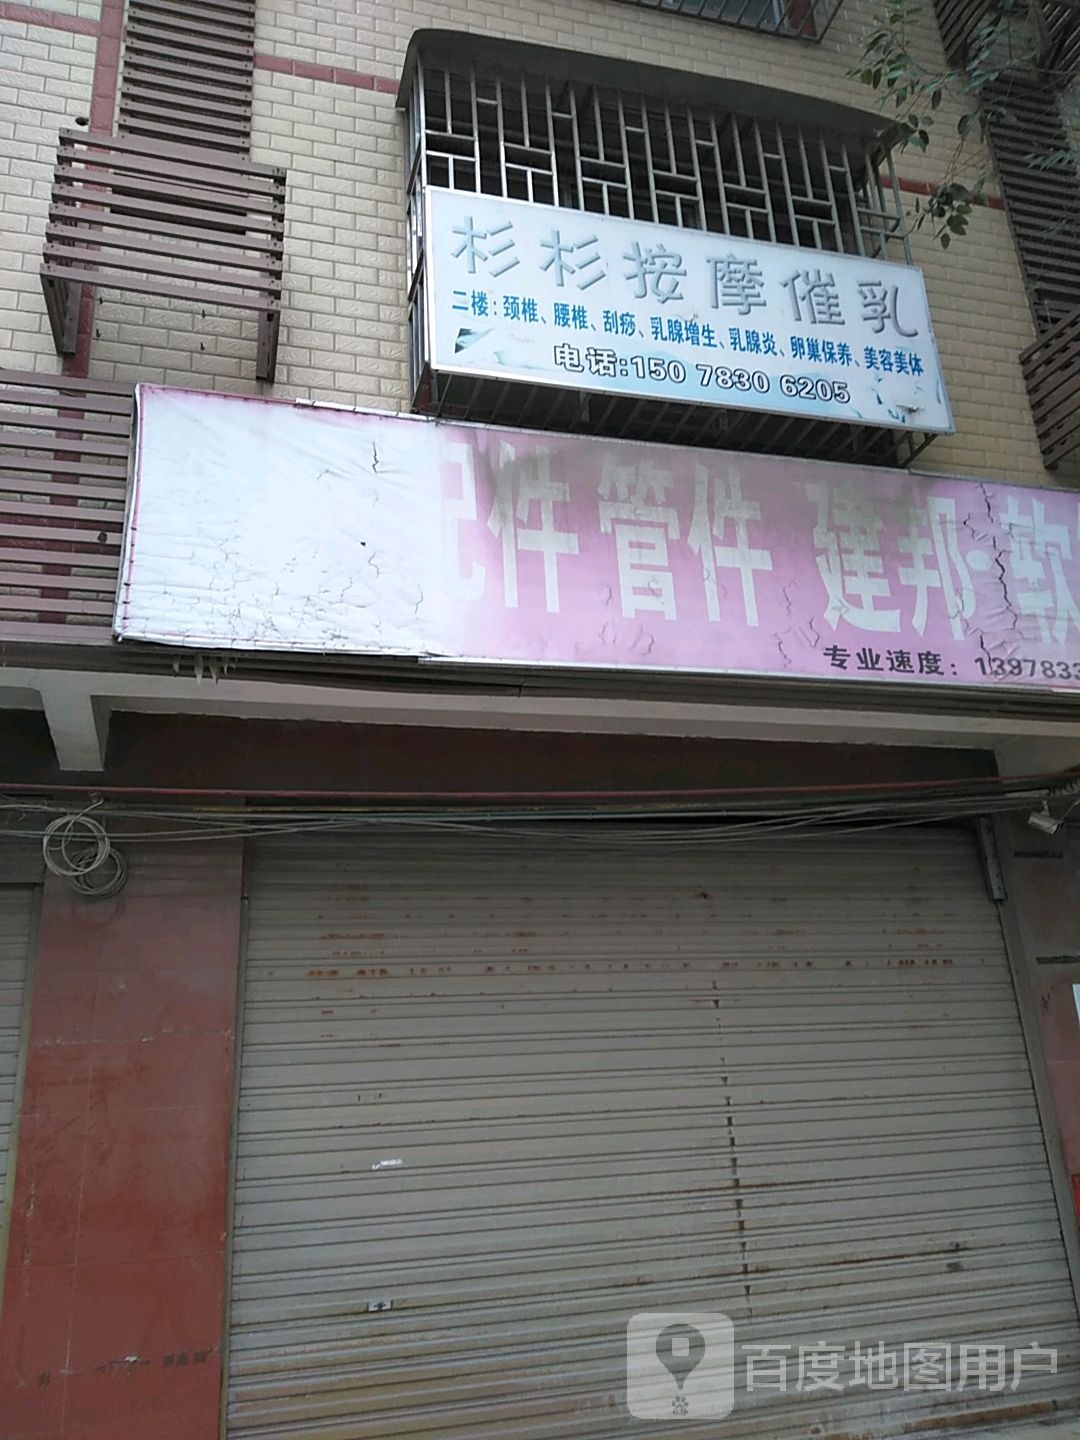 杉杉按摩催乳
二楼:颈椎、腰椎、刮痧、乳腺增生、乳腺炎、卵巢保养、美容美体
电话:150 7830 6205
配件 管件 建邦·软
专业速度：1397833
百度地图用户